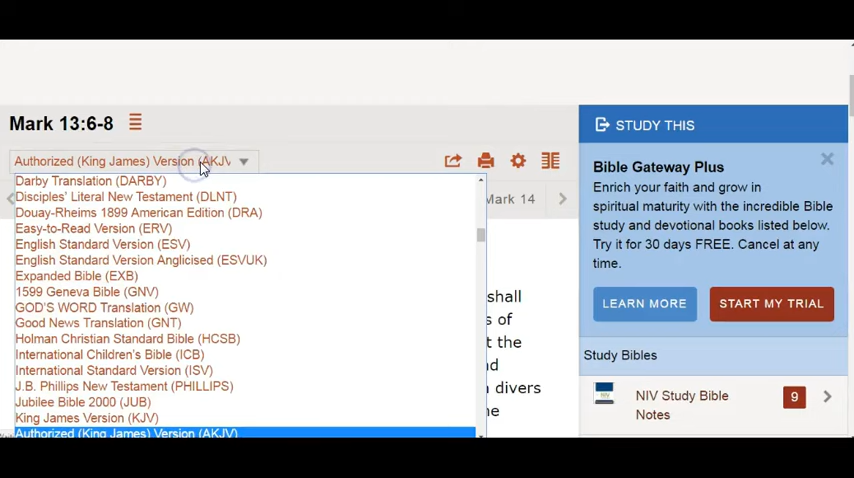 Mark 13:6-8
Authorized (King James) Version (AKJV
Darby Translation (DARBY)
Disciples' Literal New Testament (DLNT)
Douay-Rheims 1899 American Edition (DRA)
Easy-to-Read Version (ERV)
English Standard Version (ESV)
English Standard Version Anglicised (ESVUK)
Expanded Bible (EXB)
1599 Geneva Bible (GNV)
GOD'S WORD Translation (GW)
Good News Translation (GNT)
Holman Christian Standard Bible (HCSB)
International Children's Bible (ICB)
International Standard Version (ISV)
J.B. Phillips New Testament (PHILLIPS)
Jubilee Bible 2000 (JUB)
King James Version (KJV)
Authorized (King James) Version (AKJV)
Mark 14
shall
s of
t the
d
divers
e
STUDY THIS
Bible Gateway Plus
Enrich your faith and grow in
spiritual maturity with the incredible Bible
study and devotional books listed below.
Try it for 30 days FREE. Cancel at any
time.
LEARN MORE
START MY TRIAL
Study Bibles
NIV Study Bible
Notes
9